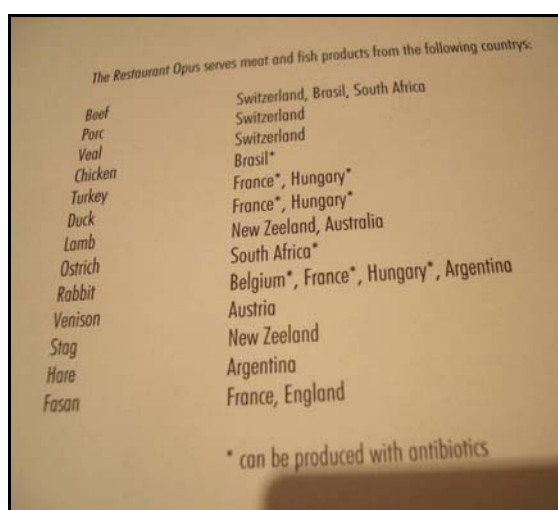 The Restaurant Opus serves meat and fish products from the following countrys:
Beef Switzerland, Brasil, South Africa
Porc Switzerland
Veal Switzerland
Chicken Brasil*
Turkey France*, Hungary*
Duck France*, Hungary*
Lamb New Zeeland, Australia
Ostrich South Africa*
Rabbit Belgium*, France*, Hungary*, Argentina
Venison Austria
Stag New Zeeland
Hare Argentina
Fasan France, England
* can be produced with antibiotics